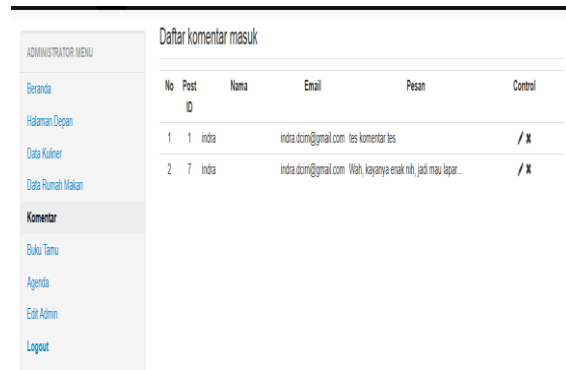 ADMINISTRATOR MENU
Beranda
Halaman Depan
Data Kuliner
Data Rumah Makan
Komentar
Buku Tamu
Agenda
Edit Admin
Logout
Daftar komentar masuk
No Post ID Nama Email Pesan Control
1 1 indra indra.dcim@gmail.com tes komentar tes
2 7 indra indra.dcim@gmail.com Wah, kayanya enak nih, jadi mau lapar...